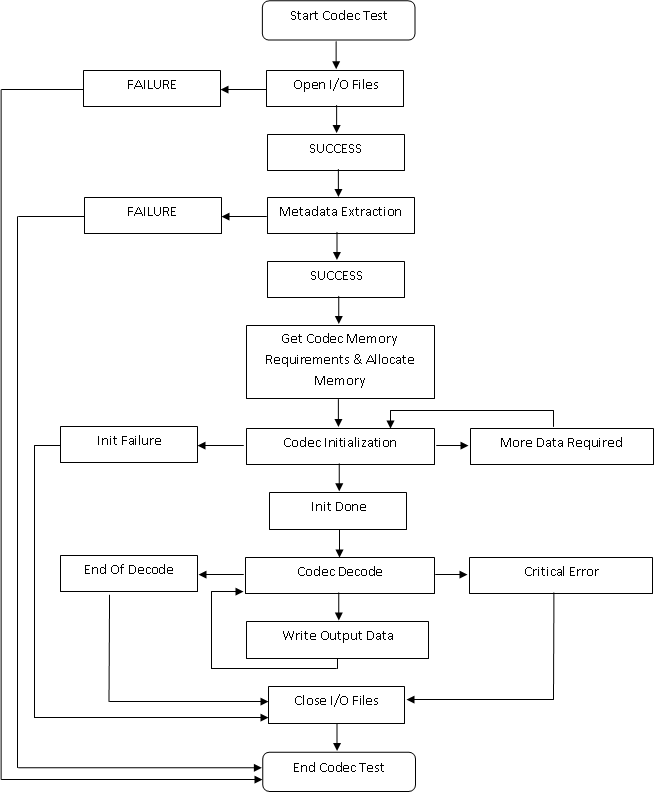 Start Codec Test
FAILURE
Open I/O Files
SUCCESS
FAILURE
Metadata Extraction
SUCCESS
Get Codec Memory
Requirements & Allocate
Memory
Init Failure
Codec Initialization
More Data Required
Init Done
End Of Decode
Codec Decode
Critical Error
Write Output Data
Close I/O Files
End Codec Test